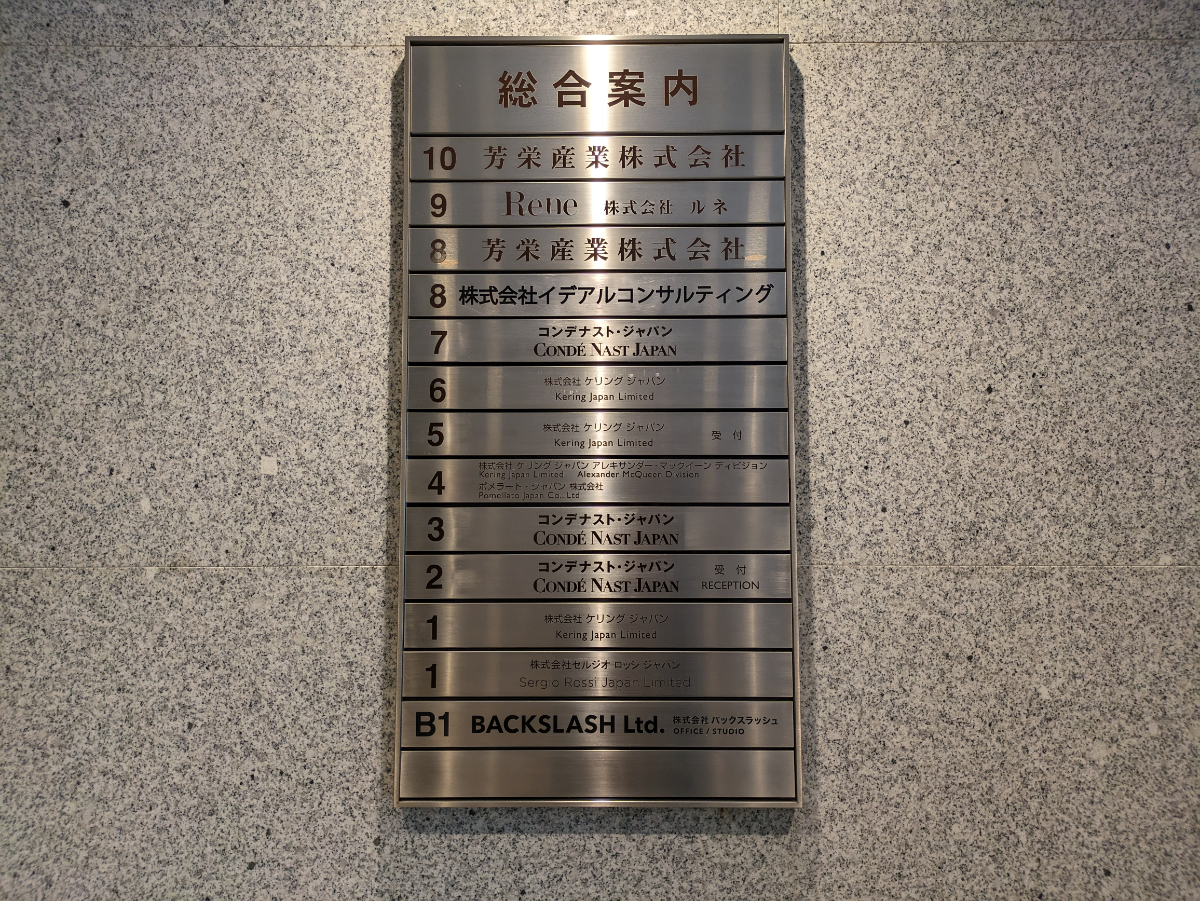 総合案内
10 芳栄産業株式会社
9 Rene 株式会社 ルネ
8 芳栄産業株式会社
8 株式会社イデアルコンサルティング
7 コンデナスト・ジャパン
CONDÉ NAST JAPAN
6 株式会社 ケリング ジャパン
Kering Japan Limited
5 株式会社 ケリング ジャパン 受 付
Kering Japan Limited
4 株式会社 ケリング ジャパン アレキサンダー・マックイーン ディビジョン
Kering Japan Limited Alexander McQueen Division
ポメラート・ジャパン 株式会社
Pomellato Japan Co., Ltd
3 コンデナスト・ジャパン
CONDÉ NAST JAPAN
2 コンデナスト・ジャパン 受 付
CONDÉ NAST JAPAN RECEPTION
1 株式会社 ケリング ジャパン
Kering Japan Limited
1 株式会社セルジオ ロッシ ジャパン
Sergio Rossi Japan Limited
B1 BACKSLASH Ltd. 株式会社 バックスラッシュ
OFFICE / STUDIO